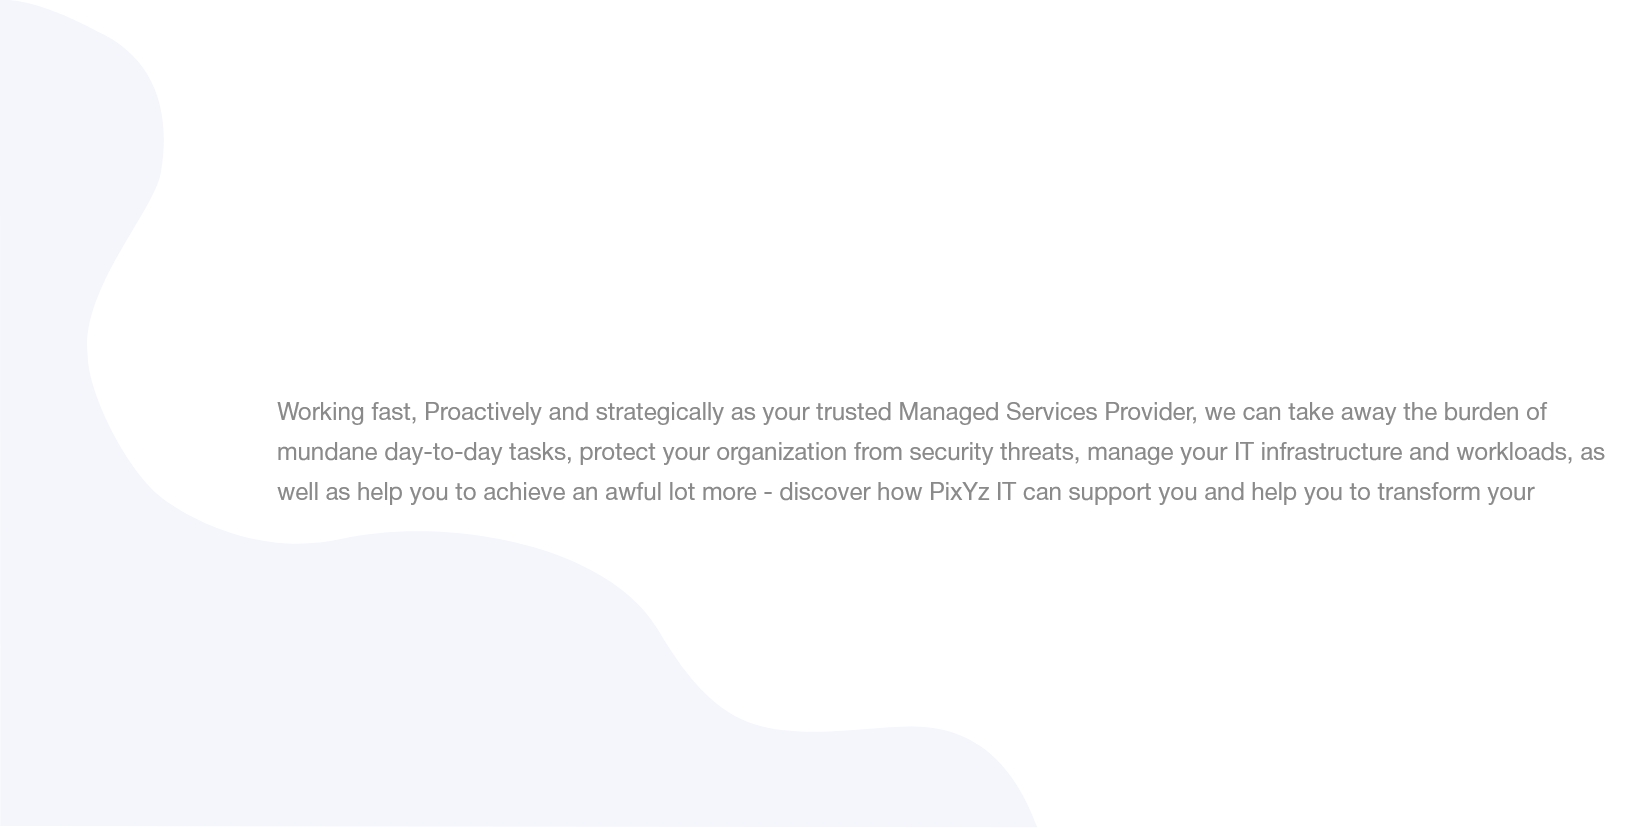 Working fast, Proactively and strategically as your trusted Managed Services Provider, we can take away the burden of
mundane day-to-day tasks, protect your organization from security threats, manage your IT infrastructure and workloads, as
well as help you to achieve an awful lot more - discover how PixYz IT can support you and help you to transform your